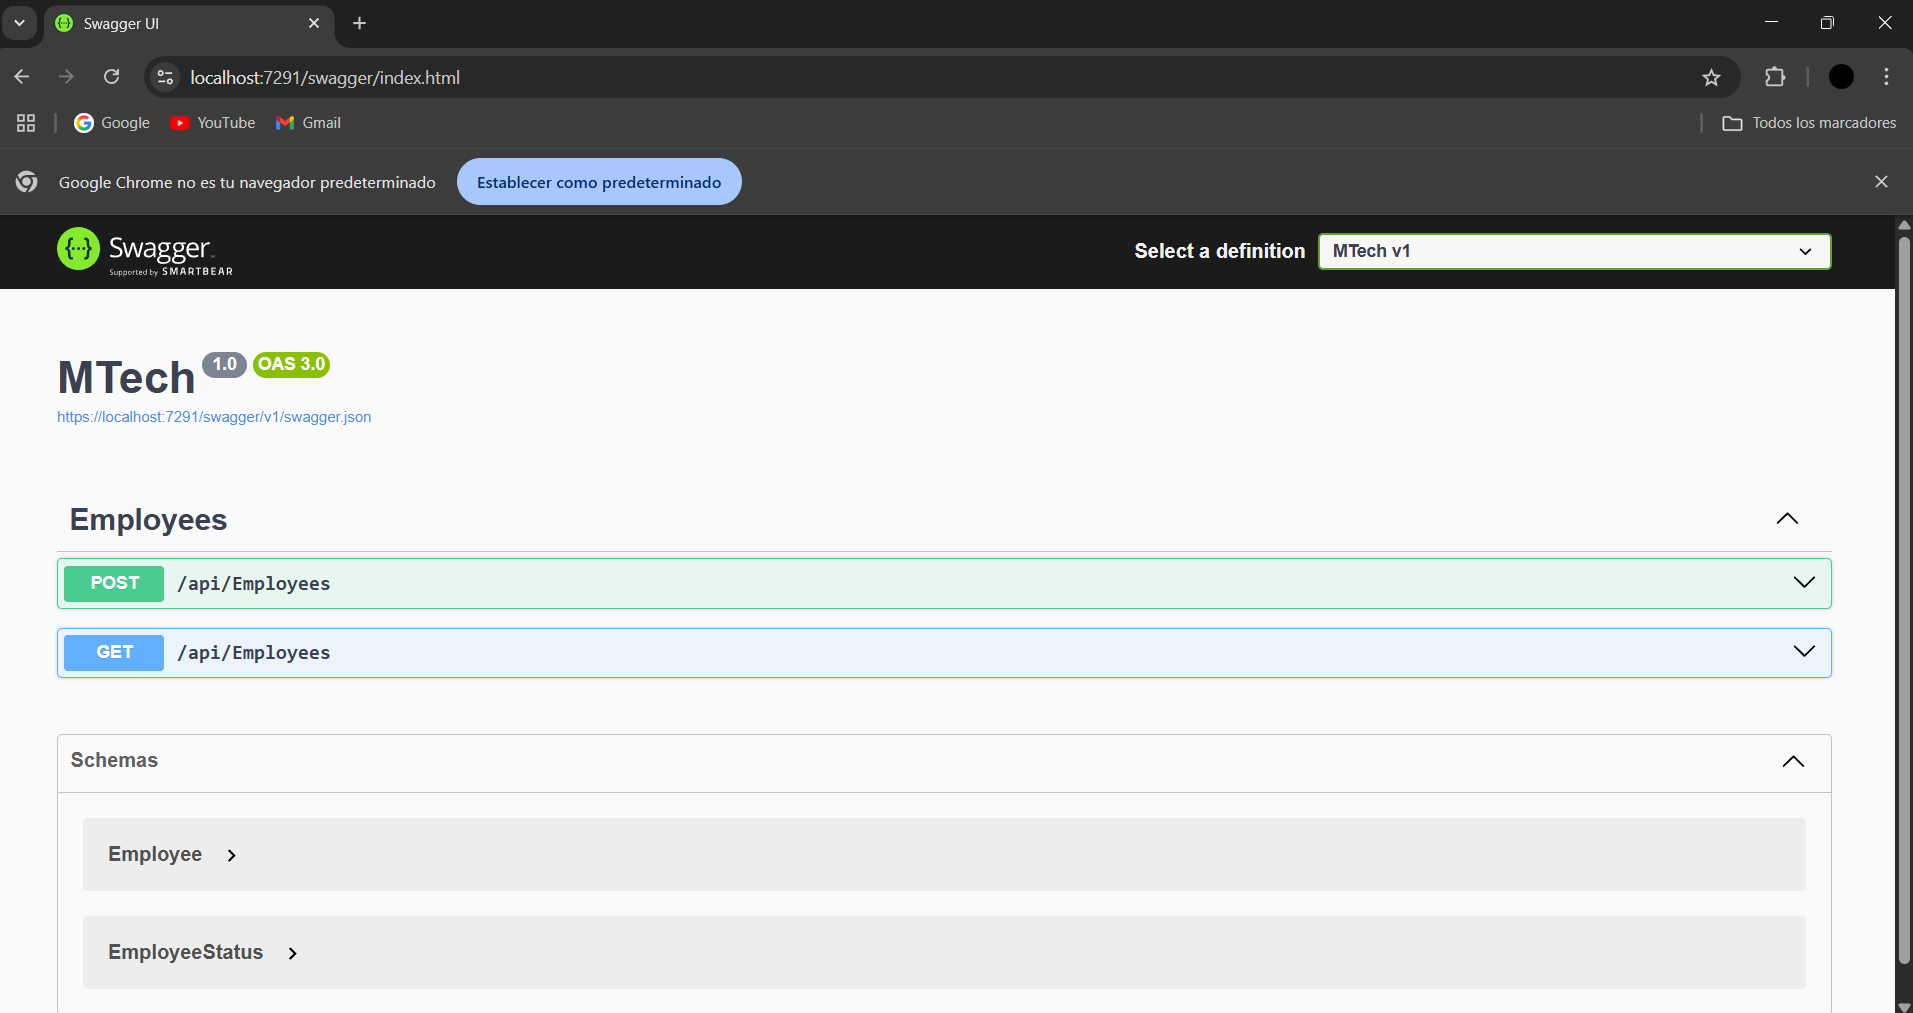 Swagger UI
localhost:7291/swagger/index.html
Google YouTube Gmail Todos los marcadores
Google Chrome no es tu navegador predeterminado Establecer como predeterminado
Swagger
Supported by SMARTBEAR
Select a definition MTech v1
MTech 1.0 OAS 3.0
https://localhost:7291/swagger/v1/swagger.json
Employees
POST /api/Employees
GET /api/Employees
Schemas
Employee
EmployeeStatus